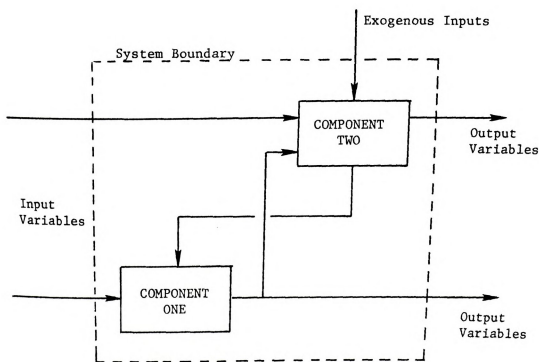 Exogenous Inputs
System Boundary
COMPONENT
TWO
Output
Variables
Input
Variables
COMPONENT
ONE
Output
Variables